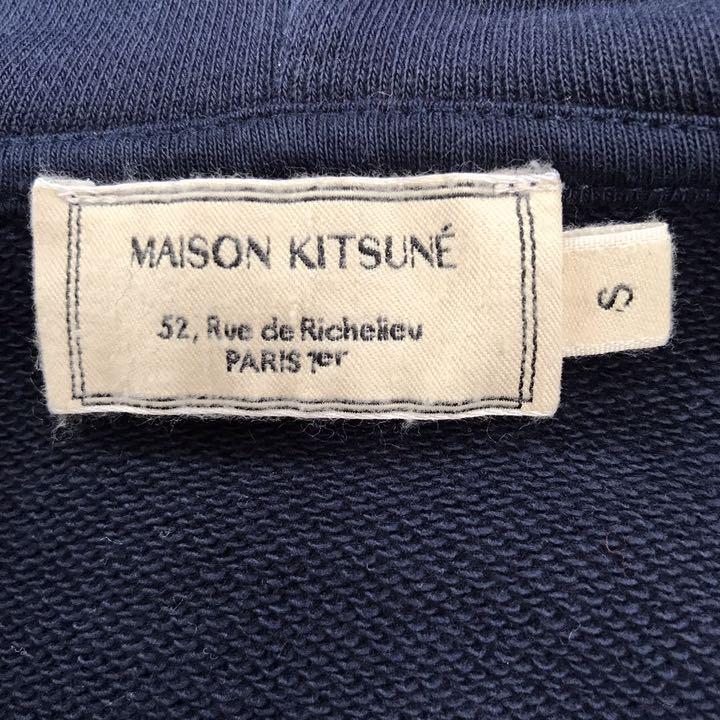 MAISON KITSUNÉ
52, Rue de Richelieu
PARIS 1er
S